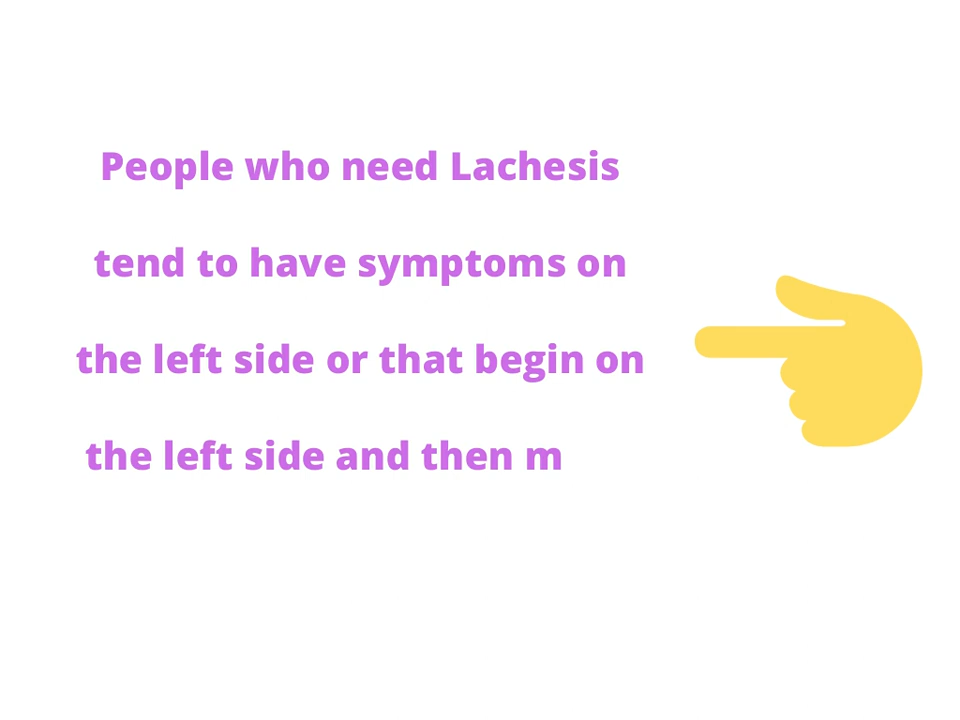 People who need Lachesis
tend to have symptoms on
the left side or that begin on
the left side and then m